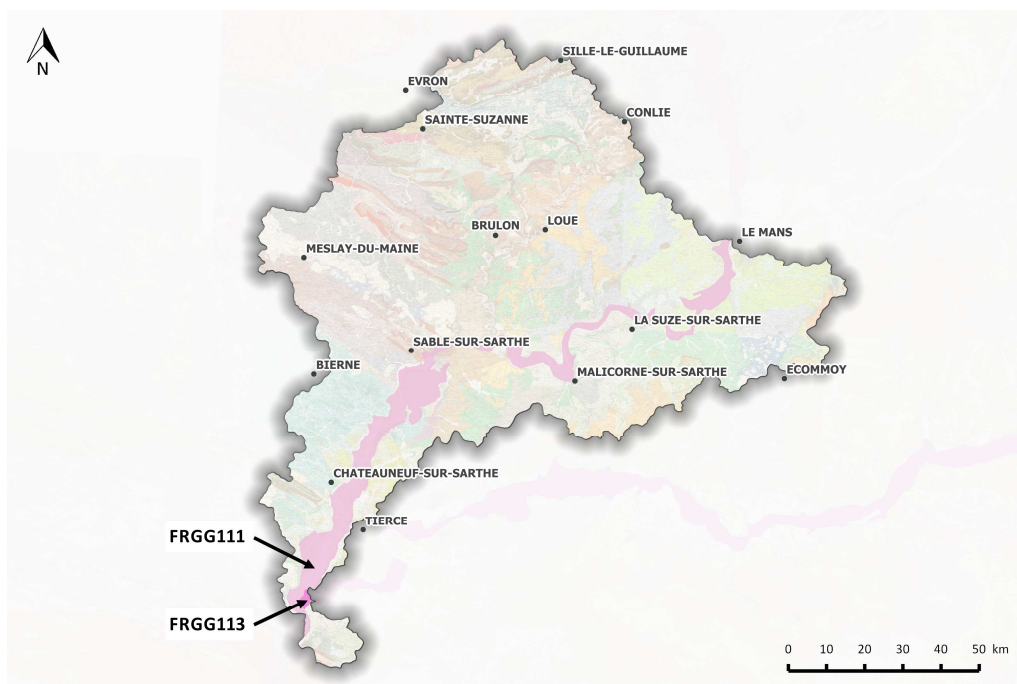 N
SILLE-LE-GUILLAUME
EVRON
CONLIE
SAINTE-SUZANNE
BRULON
LOUE
LE MANS
MESLAY-DU-MAINE
LA SUZE-SUR-SARTHE
SABLE-SUR-SARTHE
BIERNE
MALICORNE-SUR-SARTHE
ECOMMOY
CHATEAUNEUF-SUR-SARTHE
TIERCE
FRGG111
FRGG113
0 10 20 30 40 50 km